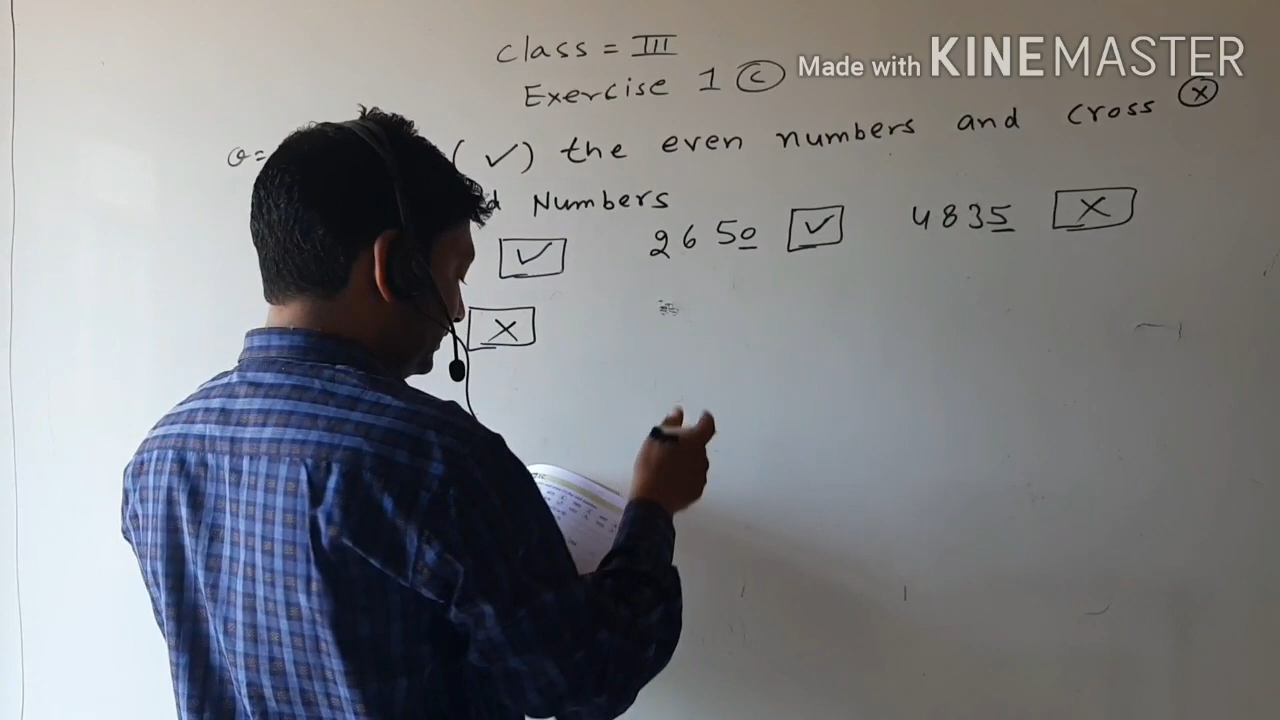 class = III
Made with KINEMASTER
Exercise 1 (C)
(✓) the even numbers and cross (X)
Numbers
✓ 2650 ✓ 4835 X
X